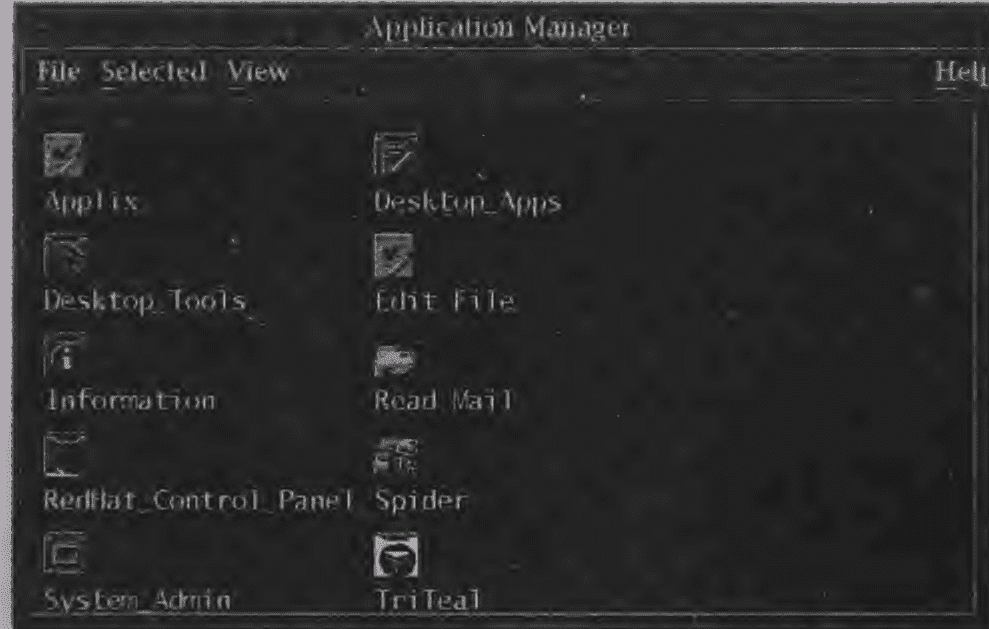 Application Manager
File Selected View Help
Applix Desktop_Apps
Desktop_Tools Edit File
Information Read Mail
RedHat_Control_Panel Spider
System_Admin TriTeal